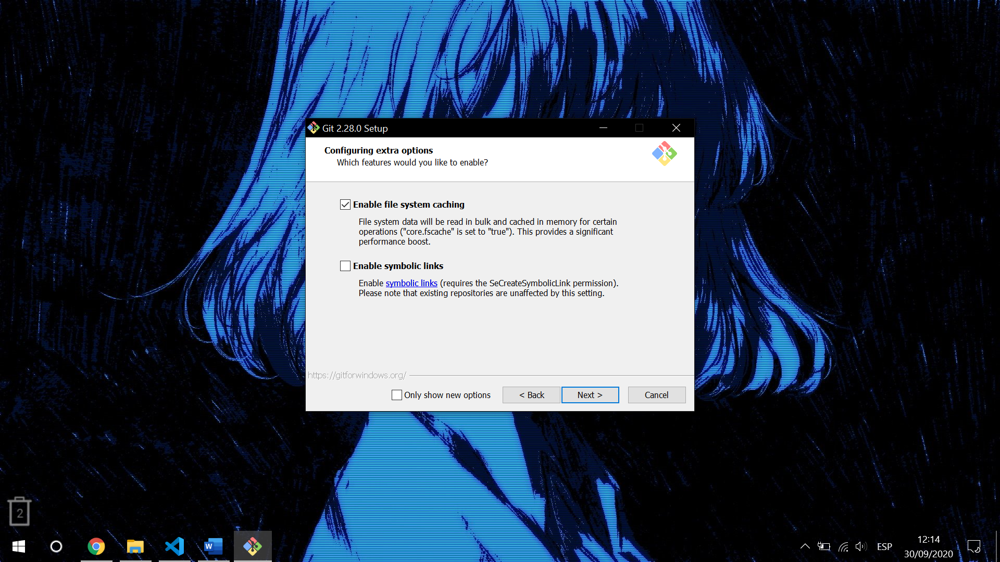 Git 2.28.0 Setup
Configuring extra options
Which features would you like to enable?
Enable file system caching
File system data will be read in bulk and cached in memory for certain
operations ("core.fscache" is set to "true"). This provides a significant
performance boost.
Enable symbolic links
Enable symbolic links (requires the SeCreateSymbolicLink permission).
Please note that existing repositories are unaffected by this setting.
https://gitforwindows.org/
Only show new options
< Back
Next >
Cancel
2
W
ESP
12:14
30/09/2020